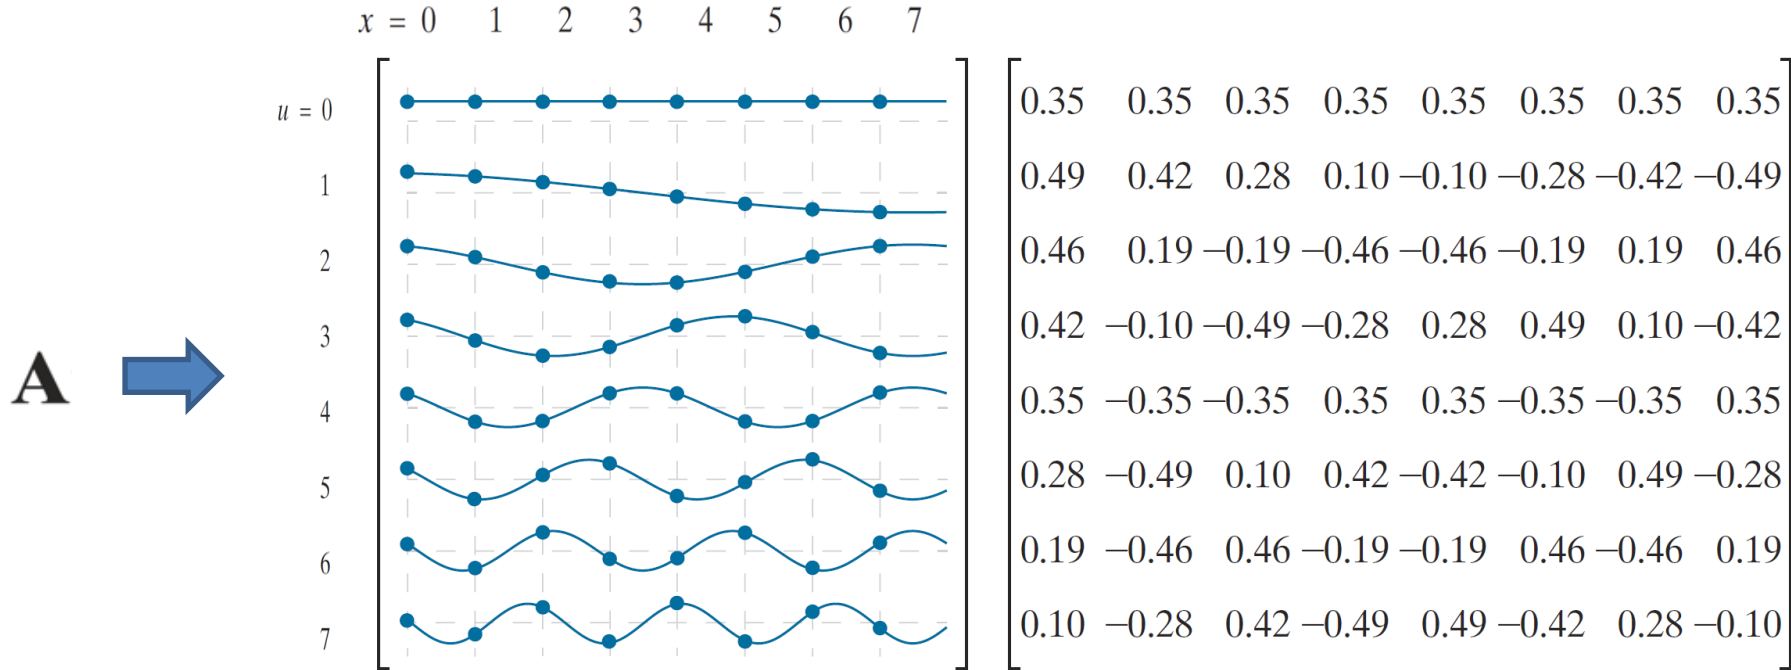 x = 0 1 2 3 4 5 6 7
u = 0
1
2
3
4
5
6
7
A
0.35 0.35 0.35 0.35 0.35 0.35 0.35 0.35
0.49 0.42 0.28 0.10 −0.10 −0.28 −0.42 −0.49
0.46 0.19 −0.19 −0.46 −0.46 −0.19 0.19 0.46
0.42 −0.10 −0.49 −0.28 0.28 0.49 0.10 −0.42
0.35 −0.35 −0.35 0.35 0.35 −0.35 −0.35 0.35
0.28 −0.49 0.10 0.42 −0.42 −0.10 0.49 −0.28
0.19 −0.46 0.46 −0.19 −0.19 0.46 −0.46 0.19
0.10 −0.28 0.42 −0.49 0.49 −0.42 0.28 −0.10